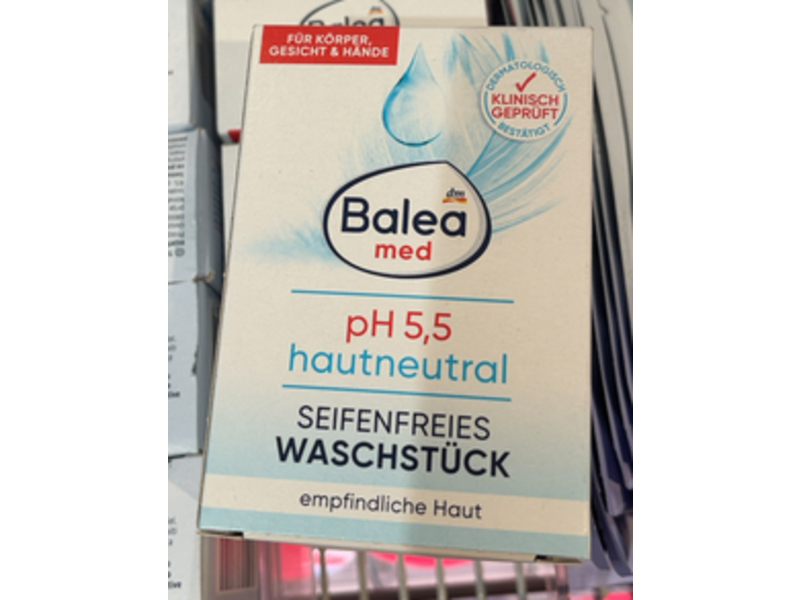 FÜR KÖRPER,
GESICHT & HÄNDE
DERMATOLOGISCH
KLINISCH
GEPRÜFT
BESTÄTIGT
dm
Balea
med
pH 5,5
hautneutral
SEIFENFREIES
WASCHSTÜCK
empfindliche Haut